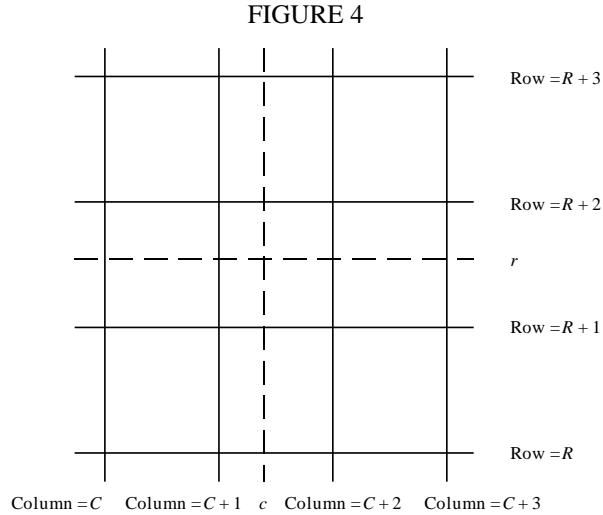 FIGURE 4
Row = R + 3
Row = R + 2
r
Row = R + 1
Row = R
Column = C Column = C + 1 c Column = C + 2 Column = C + 3